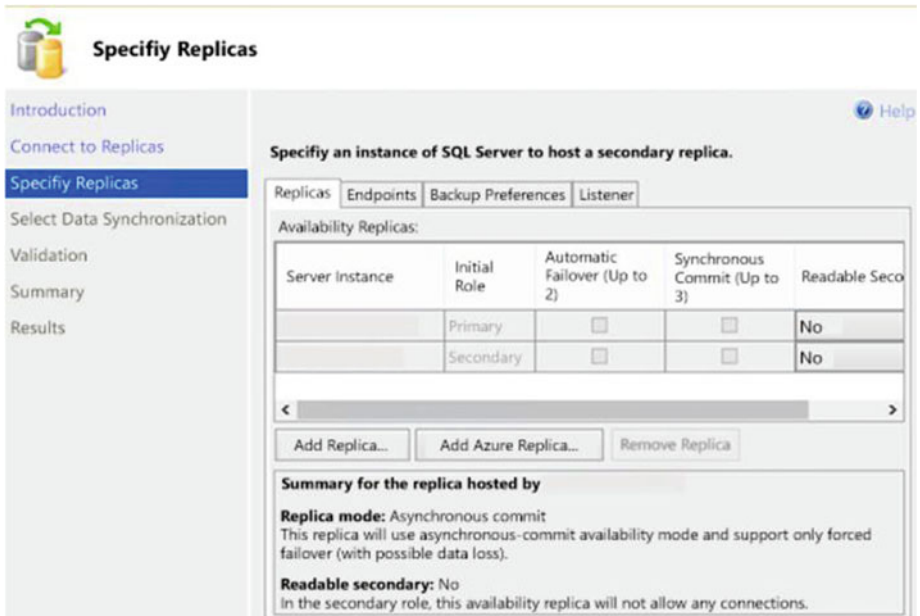 Specifiy Replicas
Introduction
Connect to Replicas
Specifiy Replicas
Select Data Synchronization
Validation
Summary
Results
Help
Specifiy an instance of SQL Server to host a secondary replica.
Replicas Endpoints Backup Preferences Listener
Availability Replicas:
Server Instance Initial Role Automatic Failover (Up to 2) Synchronous Commit (Up to 3) Readable Seco
Primary No
Secondary No
Add Replica... Add Azure Replica... Remove Replica
Summary for the replica hosted by
Replica mode: Asynchronous commit
This replica will use asynchronous-commit availability mode and support only forced
failover (with possible data loss).
Readable secondary: No
In the secondary role, this availability replica will not allow any connections.